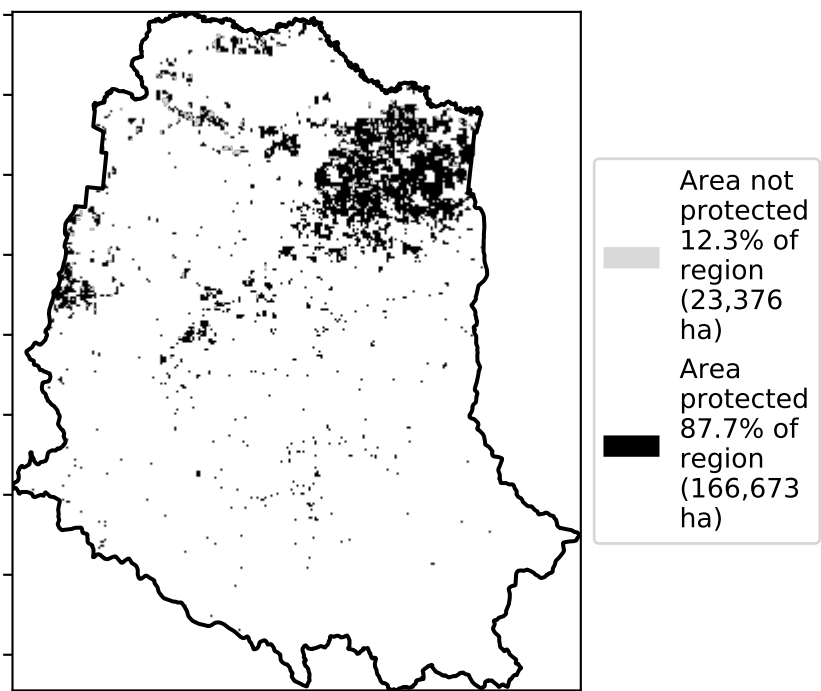 Area not
protected
12.3% of
region
(23,376
ha)
Area
protected
87.7% of
region
(166,673
ha)